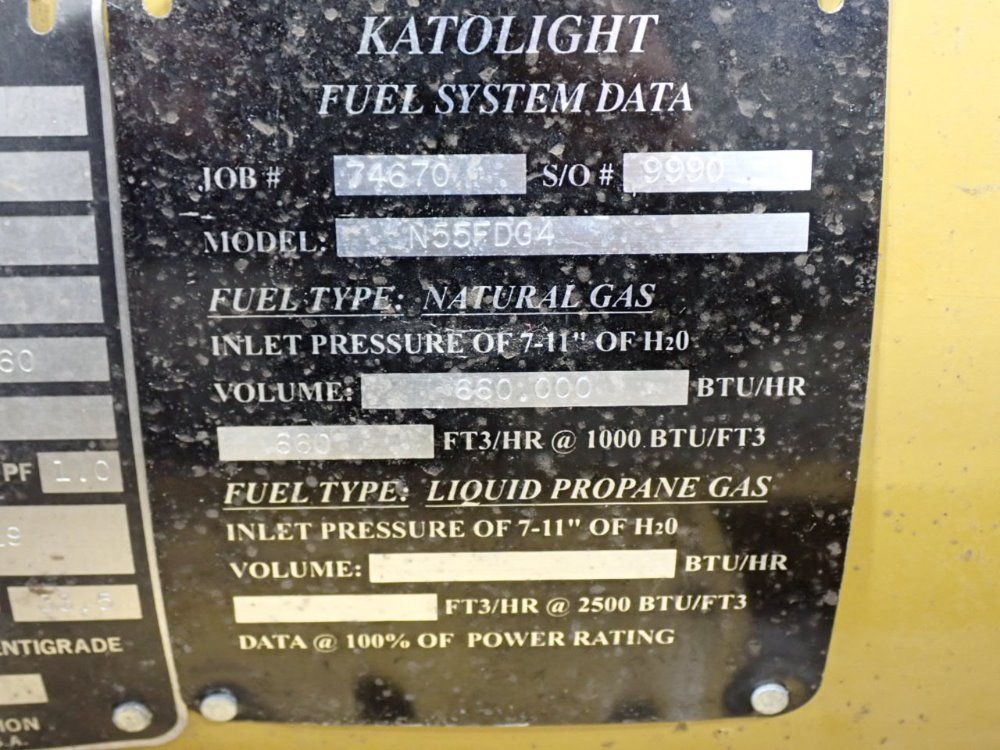 KATOLIGHT
FUEL SYSTEM DATA
JOB # 74670 S/O # 9990
MODEL: N55FDG4
FUEL TYPE: NATURAL GAS
INLET PRESSURE OF 7-11" OF H20
VOLUME: 660,000 BTU/HR
660 FT3/HR @ 1000 BTU/FT3
FUEL TYPE: LIQUID PROPANE GAS
INLET PRESSURE OF 7-11" OF H20
VOLUME: BTU/HR
FT3/HR @ 2500 BTU/FT3
DATA @ 100% OF POWER RATING
60
PF 1.0
NTIGRADE
ION
.A.